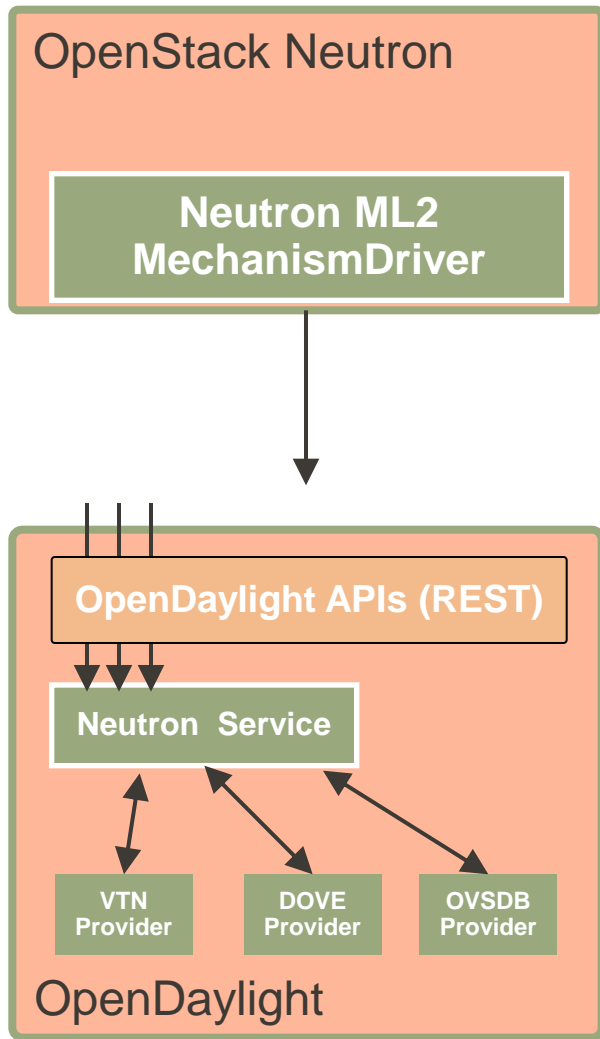 OpenStack Neutron
Neutron ML2
MechanismDriver
OpenDaylight APIs (REST)
Neutron Service
VTN
Provider
DOVE
Provider
OVSDB
Provider
OpenDaylight